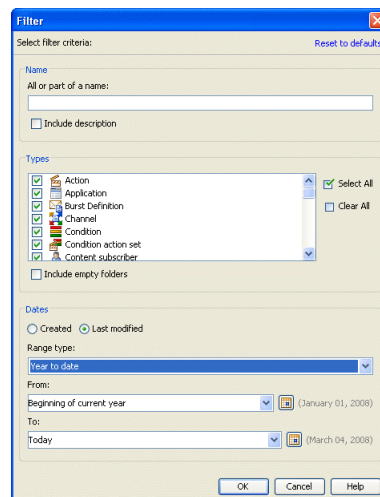 Filter
Select filter criteria:
Reset to defaults
Name
All or part of a name:
Include description
Types
Action
Application
Burst Definition
Channel
Condition
Condition action set
Content subscriber
Select All
Clear All
Include empty folders
Dates
Created
Last modified
Range type:
Year to date
From:
Beginning of current year
(January 01, 2008)
To:
Today
(March 04, 2008)
OK
Cancel
Help